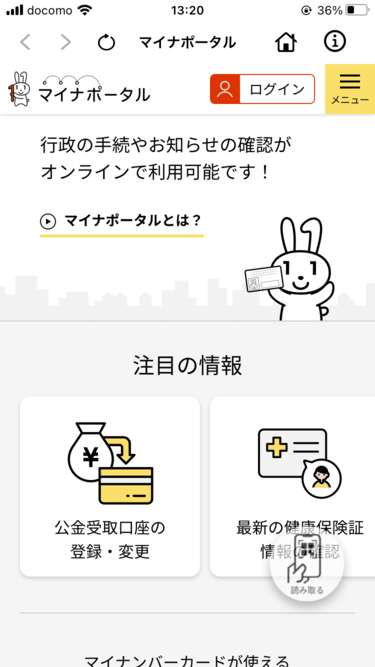 docomo 13:20 36%
マイナポータル
マイナポータル ログイン メニュー
行政の手続やお知らせの確認が
オンラインで利用可能です！
マイナポータルとは？
注目の情報
公金受取口座の
登録・変更
最新の健康保険証
情報の確認
読み取る
マイナンバーカードが使える